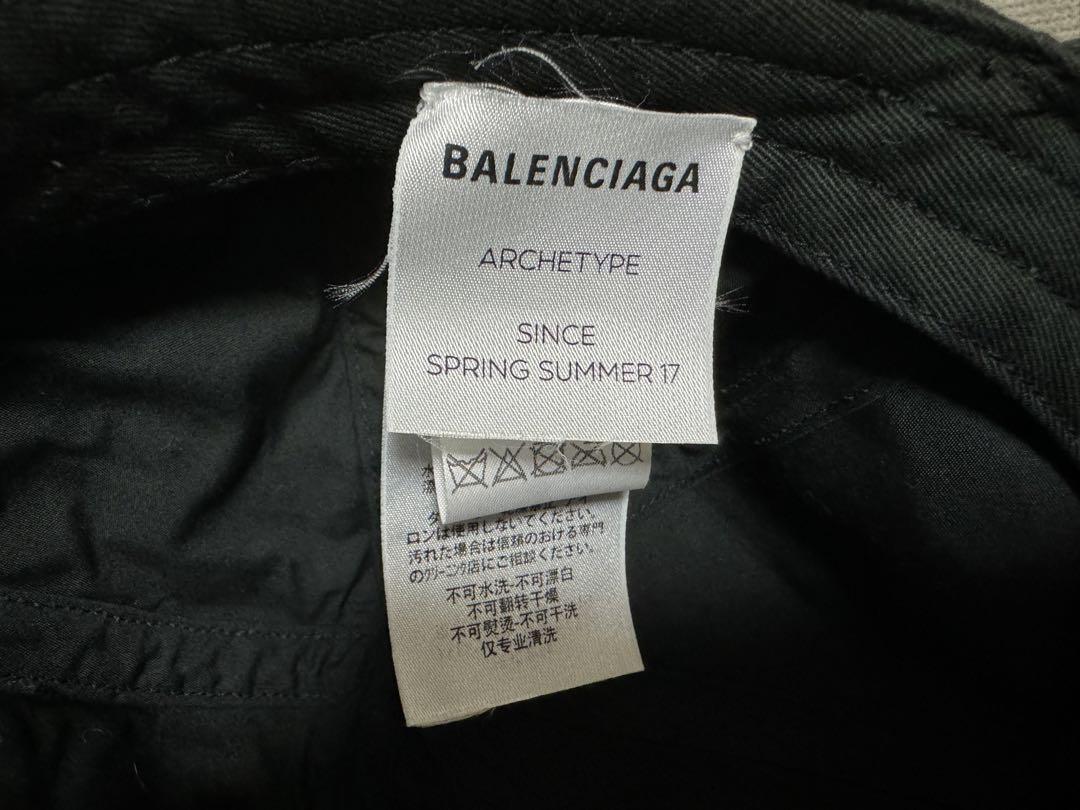 BALENCIAGA
ARCHETYPE
SINCE
SPRING SUMMER 17
ロンは使用しないでください。
汚れた場合は信頼のおける専門
のクリーニング店にご相談ください。
不可水洗-不可漂白
不可翻转干燥
不可熨烫-不可干洗
仅专业清洗